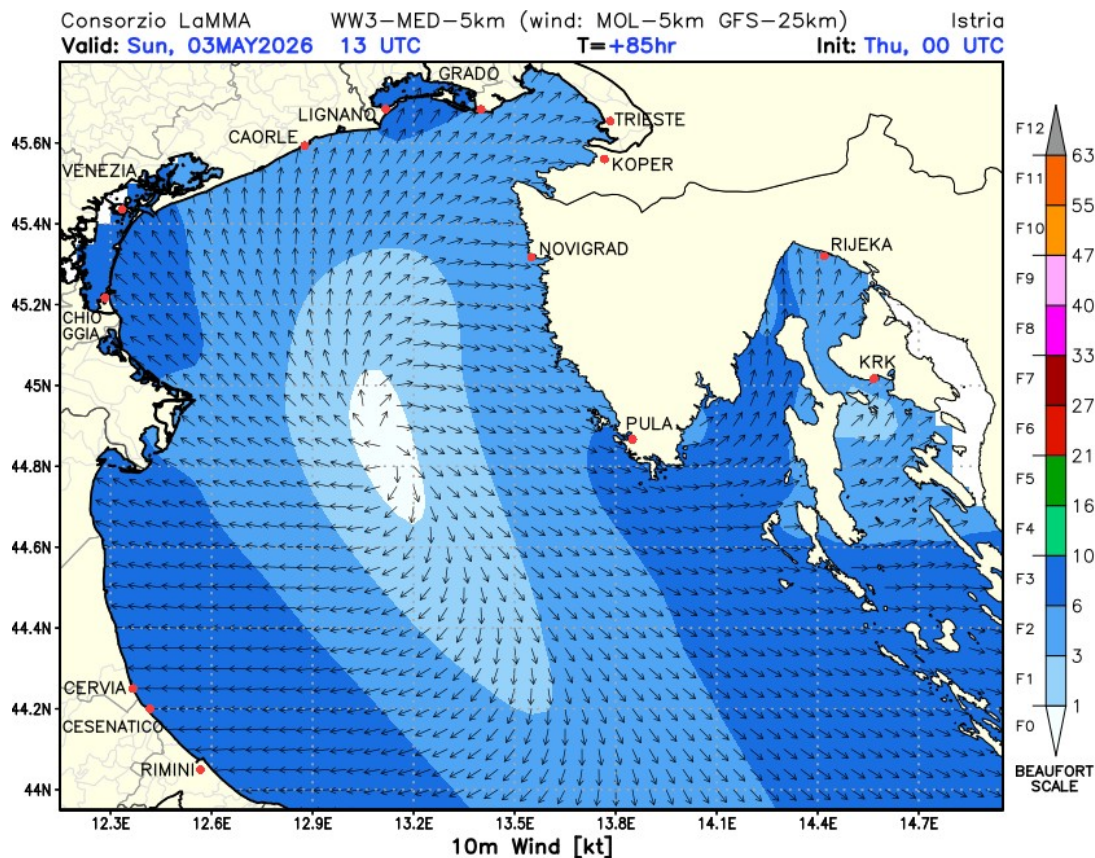 Consorzio LaMMA WW3-MED-5km (wind: MOL-5km GFS-25km) Istria
Valid: Sun, 03MAY2026 13 UTC T=+85hr Init: Thu, 00 UTC
GRADO
LIGNANO
TRIESTE
CAORLE
KOPER
VENEZIA
NOVIGRAD
RIJEKA
CHIO
GGIA
KRK
PULA
CERVIA
CESENATICO
RIMINI
45.6N
45.4N
45.2N
45N
44.8N
44.6N
44.4N
44.2N
44N
12.3E 12.6E 12.9E 13.2E 13.5E 13.8E 14.1E 14.4E 14.7E
10m Wind [kt]
F12
63
F11
55
F10
47
F9
40
F8
33
F7
27
F6
21
F5
16
F4
10
F3
6
F2
3
F1
1
F0
BEAUFORT
SCALE